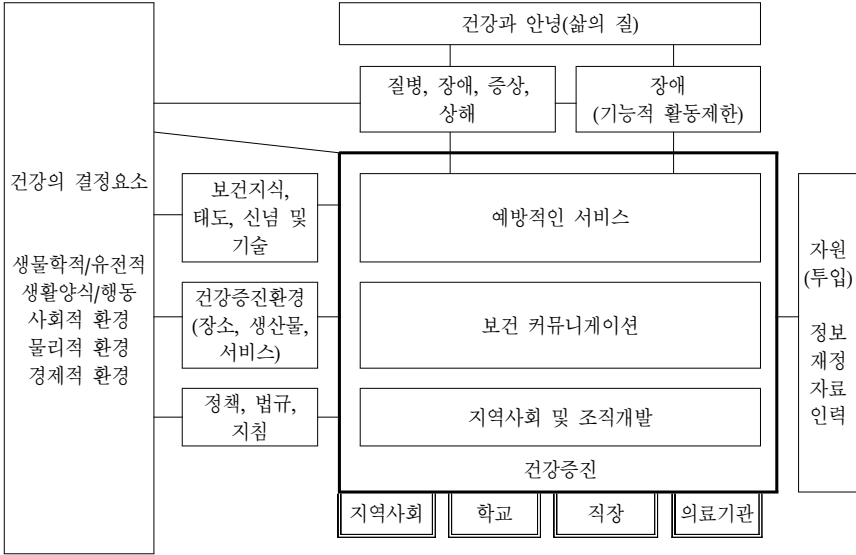 건강과 안녕(삶의 질)
질병, 장애, 증상,
상해
장애
(기능적 활동제한)
건강의 결정요소
생물학적/유전적
생활양식/행동
사회적 환경
물리적 환경
경제적 환경
보건지식,
태도, 신념 및
기술
건강증진환경
(장소, 생산물,
서비스)
정책, 법규,
지침
예방적인 서비스
보건 커뮤니게이션
지역사회 및 조직개발
건강증진
자원
(투입)
정보
재정
자료
인력
지역사회
학교
직장
의료기관